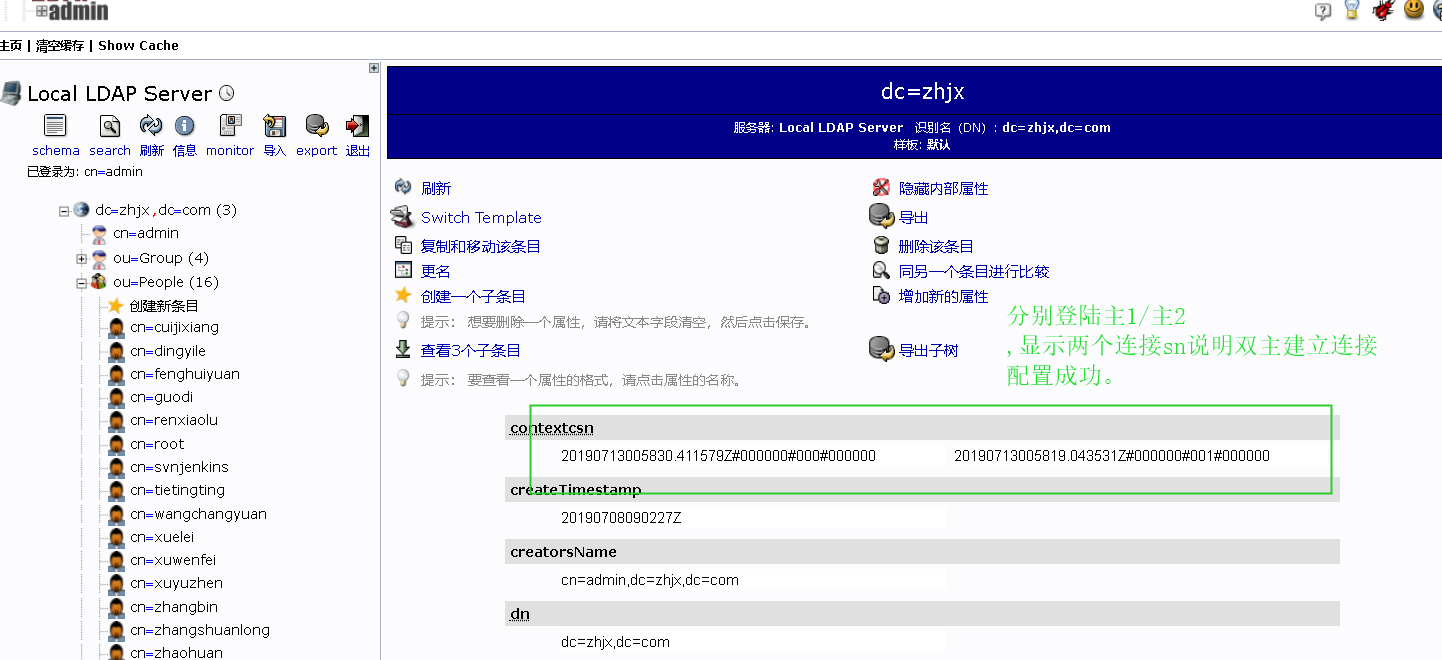 admin
主页 | 清空缓存 | Show Cache
Local LDAP Server
schema search 刷新 信息 monitor 导入 export 退出
已登录为: cn=admin
dc=zhjx,dc=com (3)
cn=admin
ou=Group (4)
ou=People (16)
创建新条目
cn=cuijixiang
cn=dingyile
cn=fenghuiyuan
cn=guodi
cn=renxiaolu
cn=root
cn=svnjenkins
cn=tietingting
cn=wangchangyuan
cn=xuelei
cn=xuwenfei
cn=xuyuzhen
cn=zhangbin
cn=zhangshuanlong
cn=zhaohuan
dc=zhjx
服务器: Local LDAP Server 识别名 (DN) : dc=zhjx,dc=com
样板: 默认
刷新
隐藏内部属性
Switch Template
导出
复制和移动该条目
删除该条目
更名
同另一个条目进行比较
创建一个子条目
增加新的属性
提示: 想要删除一个属性，请将文本字段清空，然后点击保存。
查看3个子条目
导出子树
提示: 要查看一个属性的格式，请点击属性的名称。
分别登陆主1/主2
,显示两个连接sn说明双主建立连接
配置成功。
contextcsn
20190713005830.411579Z#000000#000#000000 20190713005819.043531Z#000000#001#000000
createTimestamp
20190708090227Z
creatorsName
cn=admin,dc=zhjx,dc=com
dn
dc=zhjx,dc=com